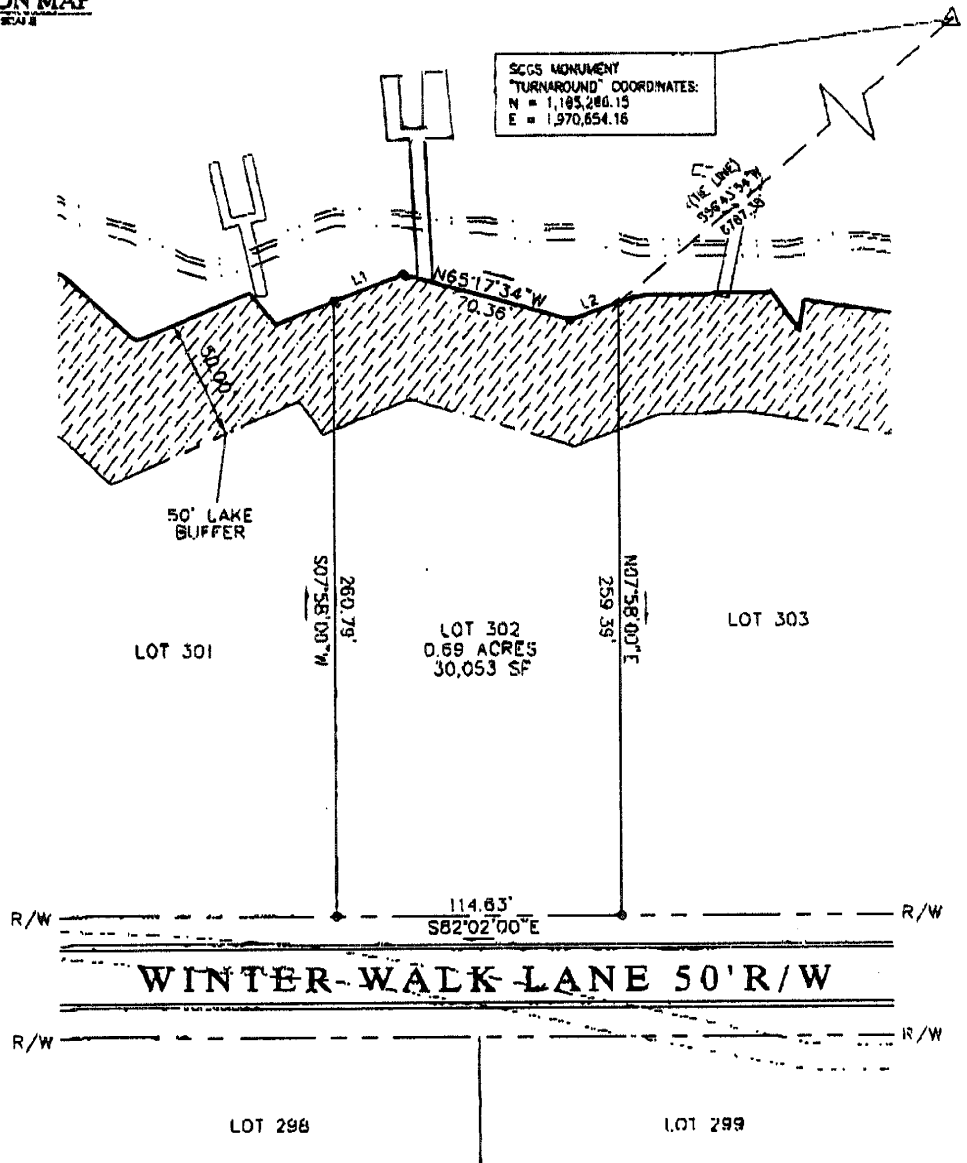 ON MAP
SCALE
SCGS MONUMENT
"TURNAROUND" COORDINATES:
N = 1,185,280.15
E = 1,970,654.16
(TIE LINE)
L1
N65°17'34"W
70.36'
L2
50.00
50' LAKE
BUFFER
S07°58'00"W
260.79'
N07°58'00"E
259.39'
LOT 301
LOT 302
0.69 ACRES
30,053 SF
LOT 303
114.63'
S82°02'00"E
R/W
R/W
WINTER WALK LANE 50'R/W
R/W
R/W
LOT 298
LOT 299